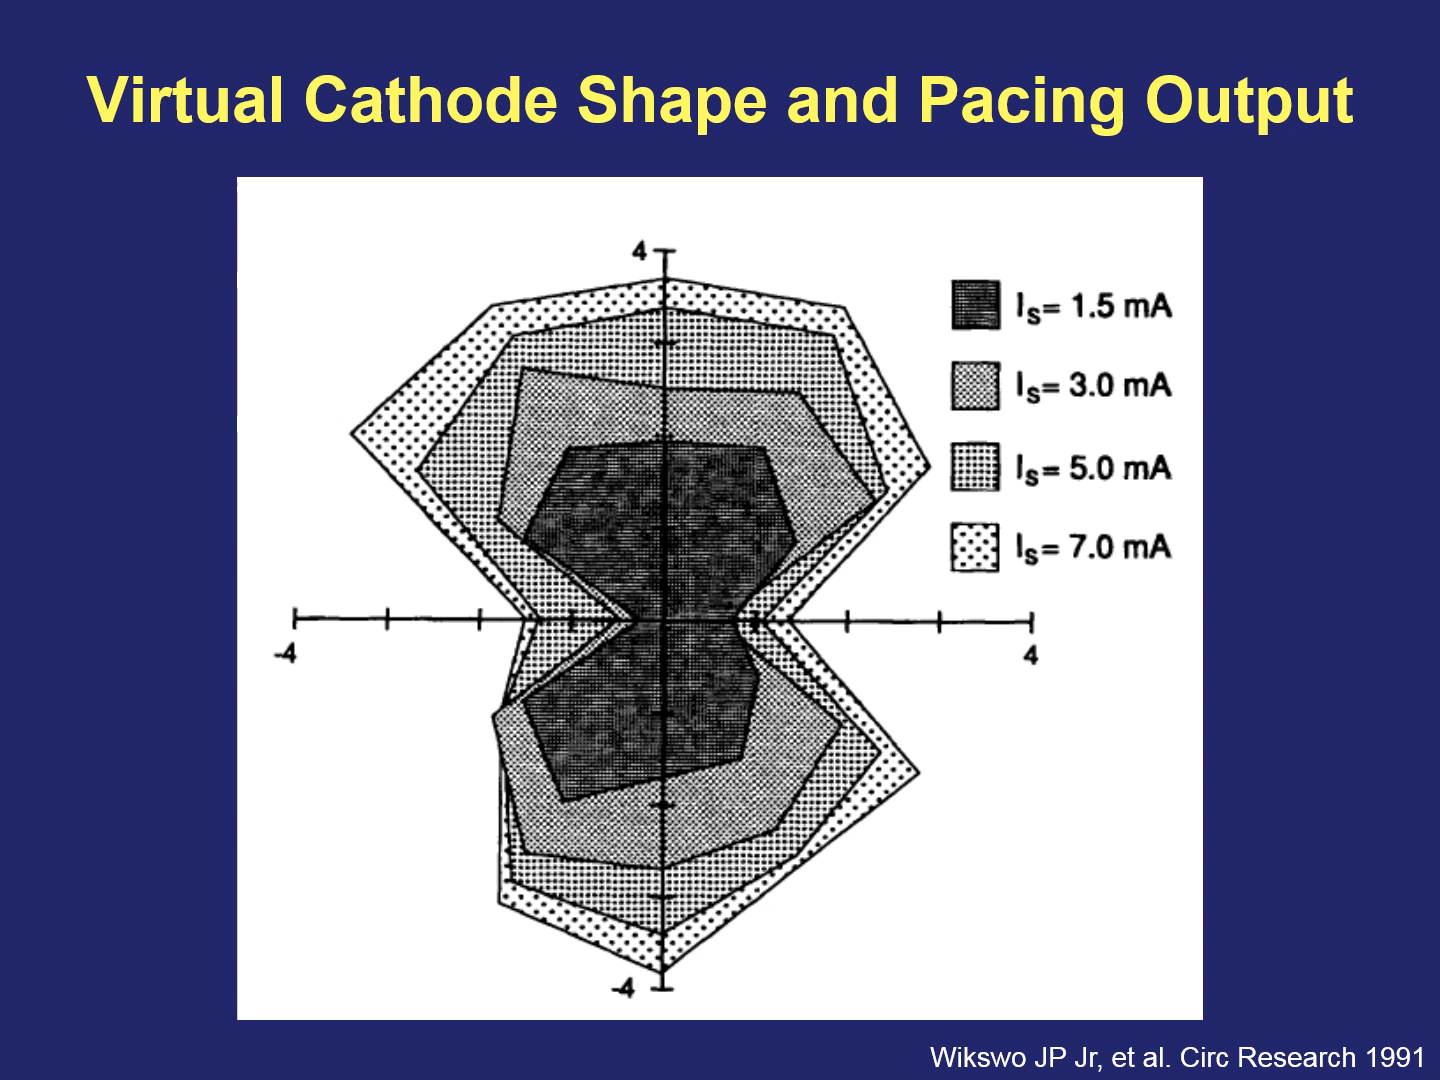 Virtual Cathode Shape and Pacing Output
4
Is= 1.5 mA
Is= 3.0 mA
Is= 5.0 mA
Is= 7.0 mA
-4
4
-4
Wikswo JP Jr, et al. Circ Research 1991